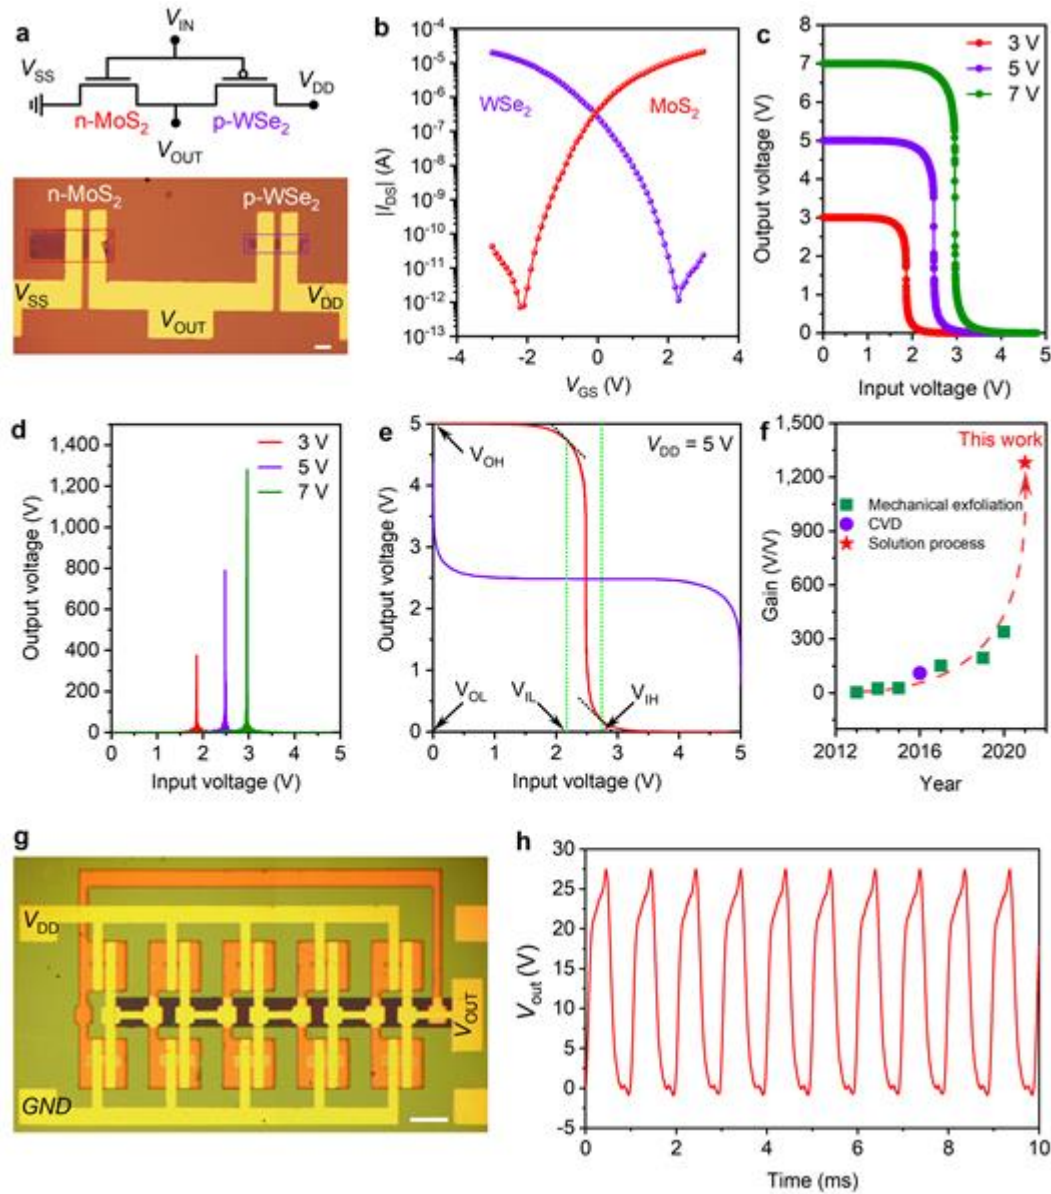 a
V_IN
V_SS
V_DD
n-MoS₂
p-WSe₂
V_OUT
n-MoS₂
p-WSe₂
V_SS
V_OUT
V_DD
b
10⁻⁴
10⁻⁵
10⁻⁶
10⁻⁷
10⁻⁸
10⁻⁹
10⁻¹⁰
10⁻¹¹
10⁻¹²
10⁻¹³
|I_DS| (A)
WSe₂
MoS₂
-4 -2 0 2 4
V_GS (V)
c
8
7
6
5
4
3
2
1
0
Output voltage (V)
3 V
5 V
7 V
0 1 2 3 4 5
Input voltage (V)
d
1,400
1,200
1,000
800
600
400
200
0
Output voltage (V)
3 V
5 V
7 V
0 1 2 3 4 5
Input voltage (V)
e
5
4
3
2
1
0
Output voltage (V)
V_OH
V_DD = 5 V
V_OL
V_IL
V_IH
0 1 2 3 4 5
Input voltage (V)
f
1,500
1,200
900
600
300
0
Gain (V/V)
This work
Mechanical exfoliation
CVD
Solution process
2012 2016 2020
Year
g
V_DD
V_OUT
GND
h
30
25
20
15
10
5
0
-5
V_out (V)
0 2 4 6 8 10
Time (ms)